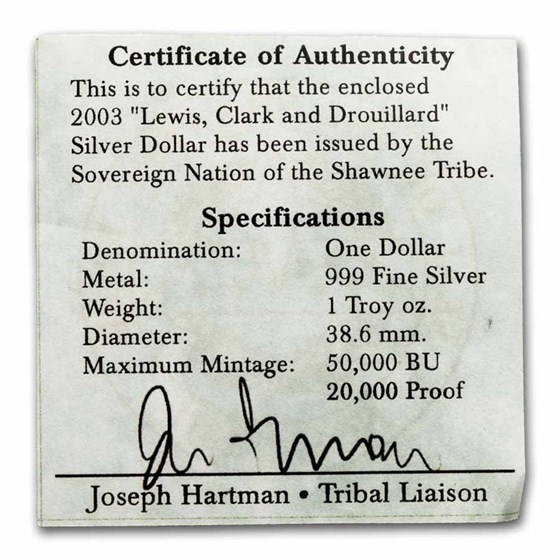 Certificate of Authenticity
This is to certify that the enclosed
2003 "Lewis, Clark and Drouillard"
Silver Dollar has been issued by the
Sovereign Nation of the Shawnee Tribe.
Specifications
Denomination: One Dollar
Metal: 999 Fine Silver
Weight: 1 Troy oz.
Diameter: 38.6 mm.
Maximum Mintage: 50,000 BU
20,000 Proof
Joseph Hartman • Tribal Liaison